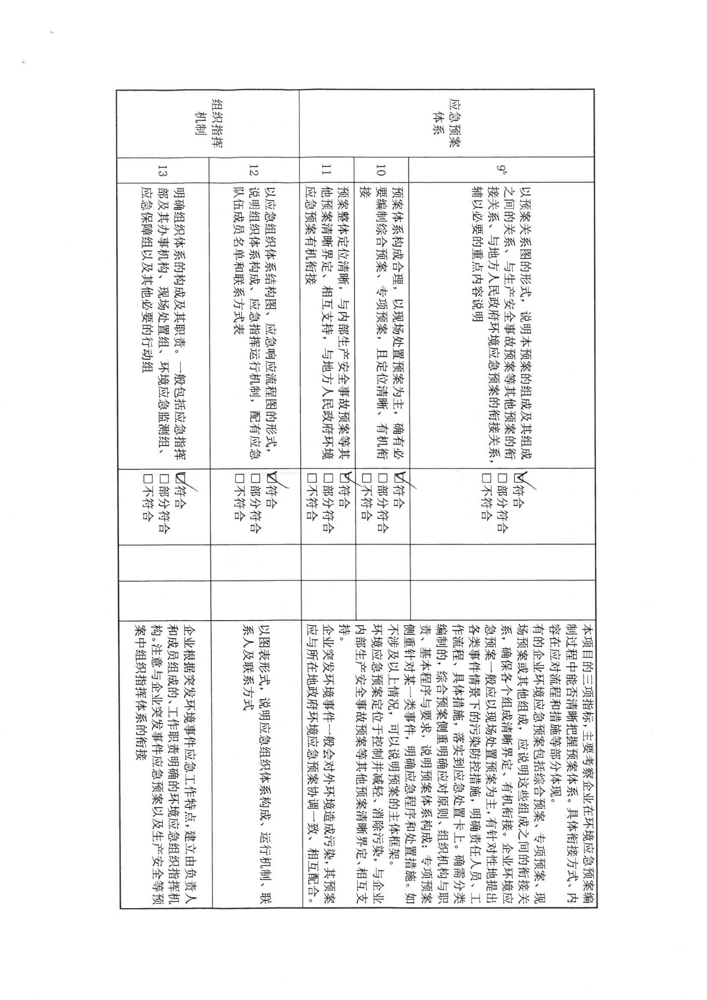 应急预案
体系
9ᵇ
以预案关系图的形式，说明本预案的组成及其组成
之间的关系、与生产安全事故预案等其他预案的衔
接关系、与地方人民政府环境应急预案的衔接关系，
辅以必要的重点内容说明
☑符合
□部分符合
□不符合
本项目的三项指标，主要考察企业在环境应急预案编
制过程中能否清晰把握预案体系。具体衔接方式、内
容在应对流程和措施等部分体现。
有的企业环境应急预案包括综合预案、专项预案、现
场预案或其他组成，应说明这些组成之间的衔接关
系，确保各个组成清晰界定、有机衔接。企业环境应
急预案一般应以现场处置预案为主，有针对性地提出
各类事件情景下的污染防控措施，明确责任人员、工
作流程、具体措施，落实到应急处置卡上。确需分类
编制的，综合预案侧重明确应对原则、组织机构与职
责、基本程序与要求，说明预案体系构成；专项预案
侧重针对某一类事件，明确应急程序和处置措施。如
不涉及以上情况，可以说明预案的主体框架。
环境应急预案定位于控制并减轻、消除污染，与企业
内部生产安全事故预案等其他预案清晰界定、相互支
持。
企业突发环境事件一般会对外环境造成污染，其预案
应与所在地政府环境应急预案协调一致、相互配合。
10
预案体系构成合理，以现场处置预案为主，确有必
要编制综合预案、专项预案，且定位清晰、有机衔
接
☑符合
□部分符合
□不符合
11
预案整体定位清晰，与内部生产安全事故预案等其
他预案清晰界定、相互支持，与地方人民政府环境
应急预案有机衔接
☑符合
□部分符合
□不符合
组织指挥
机制
12
以应急组织体系结构图、应急响应流程图的形式，
说明组织体系构成、应急指挥运行机制，配有应急
队伍成员名单和联系方式表
☑符合
□部分符合
□不符合
以图表形式，说明应急组织体系构成、运行机制、联
系人及联系方式
13
明确组织体系的构成及其职责。一般包括应急指挥
部及其办事机构、现场处置组、环境应急监测组、
应急保障组以及其他必要的行动组
☑符合
□部分符合
□不符合
企业根据突发环境事件应急工作特点，建立由负责人
和成员组成的、工作职责明确的环境应急组织指挥机
构。注意与企业突发事件应急预案以及生产安全等预
案中组织指挥体系的衔接